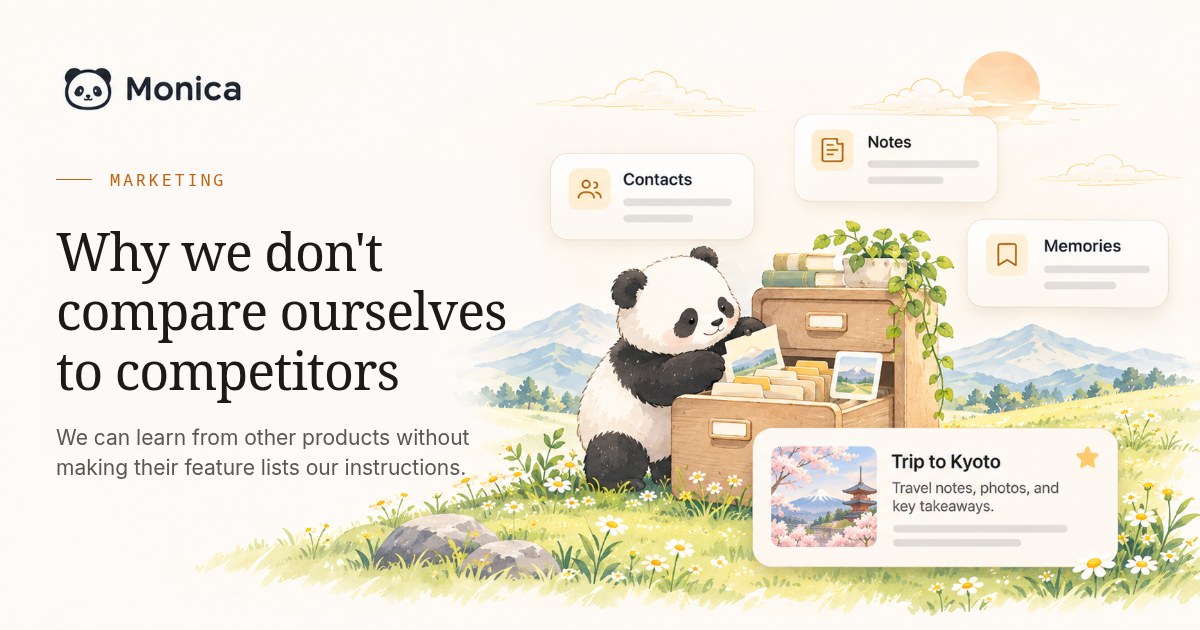 Monica
MARKETING
Why we don't
compare ourselves
to competitors
We can learn from other products without
making their feature lists our instructions.
Contacts
Notes
Memories
Trip to Kyoto
Travel notes, photos, and
key takeaways.